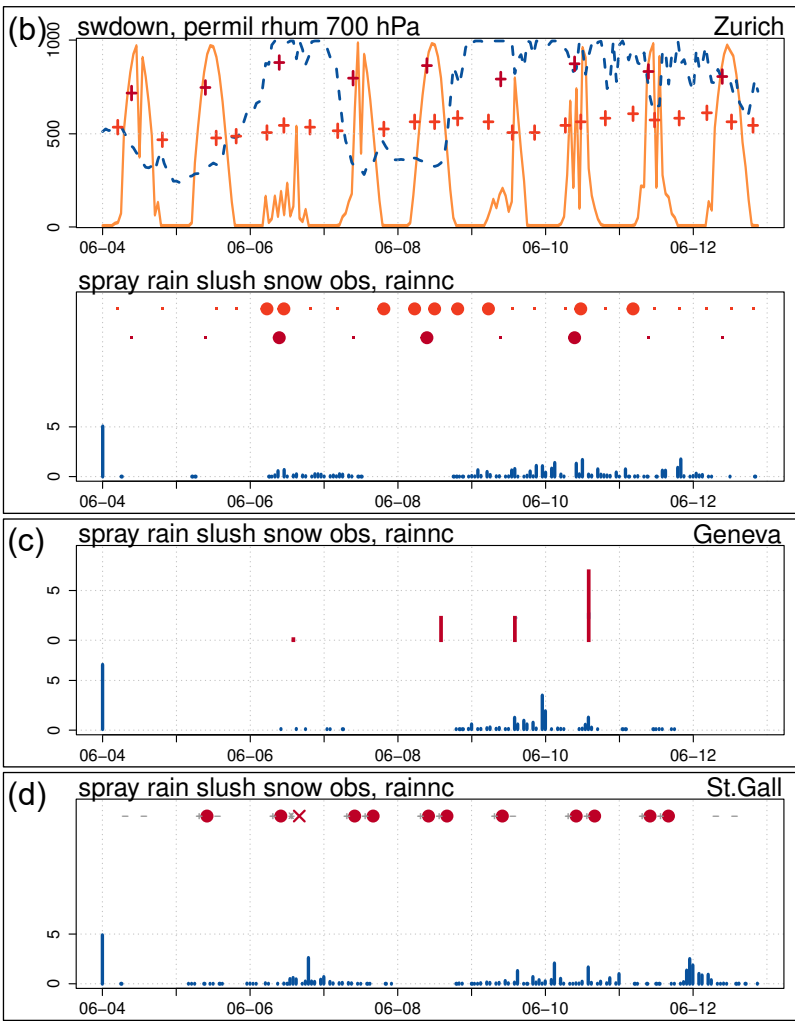 (b) swdown, permil rhum 700 hPa Zurich
1000
500
0
06−04 06−06 06−08 06−10 06−12
spray rain slush snow obs, rainnc
5
0
06−04 06−06 06−08 06−10 06−12
(c) spray rain slush snow obs, rainnc Geneva
5
0
5
0
06−04 06−06 06−08 06−10 06−12
(d) spray rain slush snow obs, rainnc St.Gall
5
0
06−04 06−06 06−08 06−10 06−12